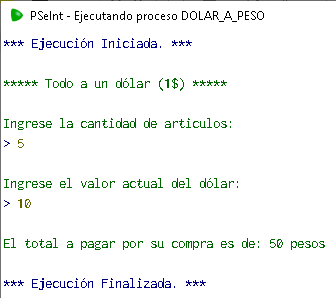 PSeInt - Ejecutando proceso DOLAR_A_PESO
*** Ejecución Iniciada. ***
***** Todo a un dólar (1$) *****
Ingrese la cantidad de articulos:
> 5
Ingrese el valor actual del dólar:
> 10
El total a pagar por su compra es de: 50 pesos
*** Ejecución Finalizada. ***